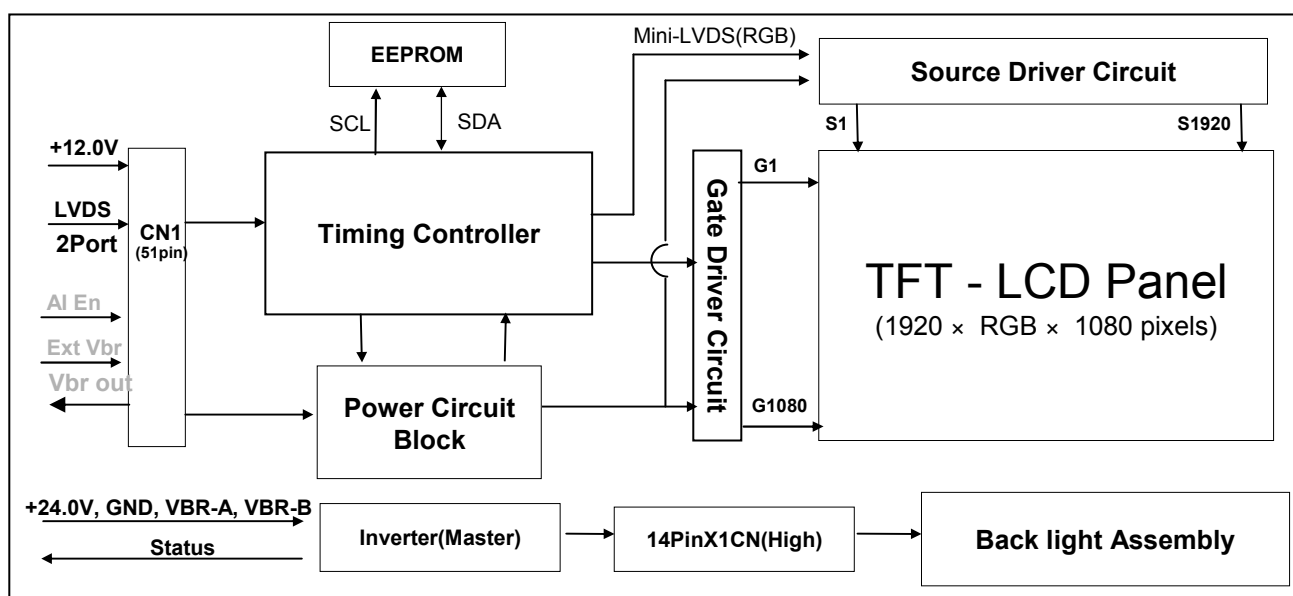 Mini-LVDS(RGB)
EEPROM
Source Driver Circuit
SCL
SDA
S1
S1920
+12.0V
G1
LVDS
2Port
CN1
(51pin)
Timing Controller
Gate Driver Circuit
TFT - LCD Panel
(1920 × RGB × 1080 pixels)
AI En
Ext Vbr
Vbr out
Power Circuit
Block
G1080
+24.0V, GND, VBR-A, VBR-B
Status
Inverter(Master)
14PinX1CN(High)
Back light Assembly